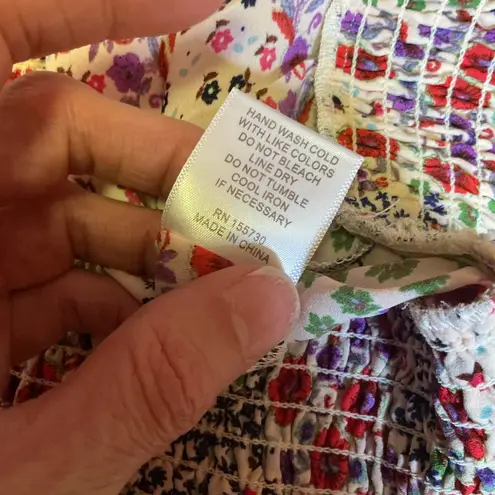 HAND WASH COLD
WITH LIKE COLORS
DO NOT BLEACH
LINE DRY
DO NOT TUMBLE
COOL IRON
IF NECESSARY
RN 155730
MADE IN CHINA